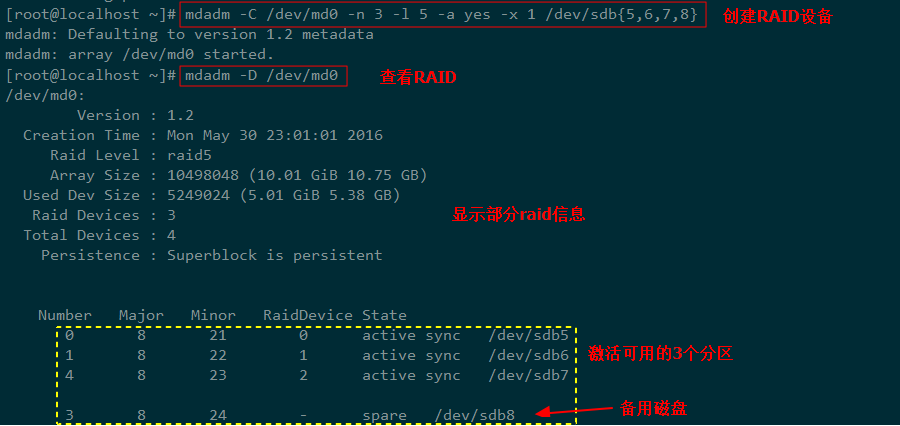 [root@localhost ~]# mdadm -C /dev/md0 -n 3 -l 5 -a yes -x 1 /dev/sdb{5,6,7,8} 创建RAID设备
mdadm: Defaulting to version 1.2 metadata
mdadm: array /dev/md0 started.
[root@localhost ~]# mdadm -D /dev/md0 查看RAID
/dev/md0:
Version : 1.2
Creation Time : Mon May 30 23:01:01 2016
Raid Level : raid5
Array Size : 10498048 (10.01 GiB 10.75 GB)
Used Dev Size : 5249024 (5.01 GiB 5.38 GB)
Raid Devices : 3 显示部分raid信息
Total Devices : 4
Persistence : Superblock is persistent
Number Major Minor RaidDevice State
0 8 21 0 active sync /dev/sdb5
1 8 22 1 active sync /dev/sdb6 激活可用的3个分区
4 8 23 2 active sync /dev/sdb7
3 8 24 - spare /dev/sdb8 备用磁盘